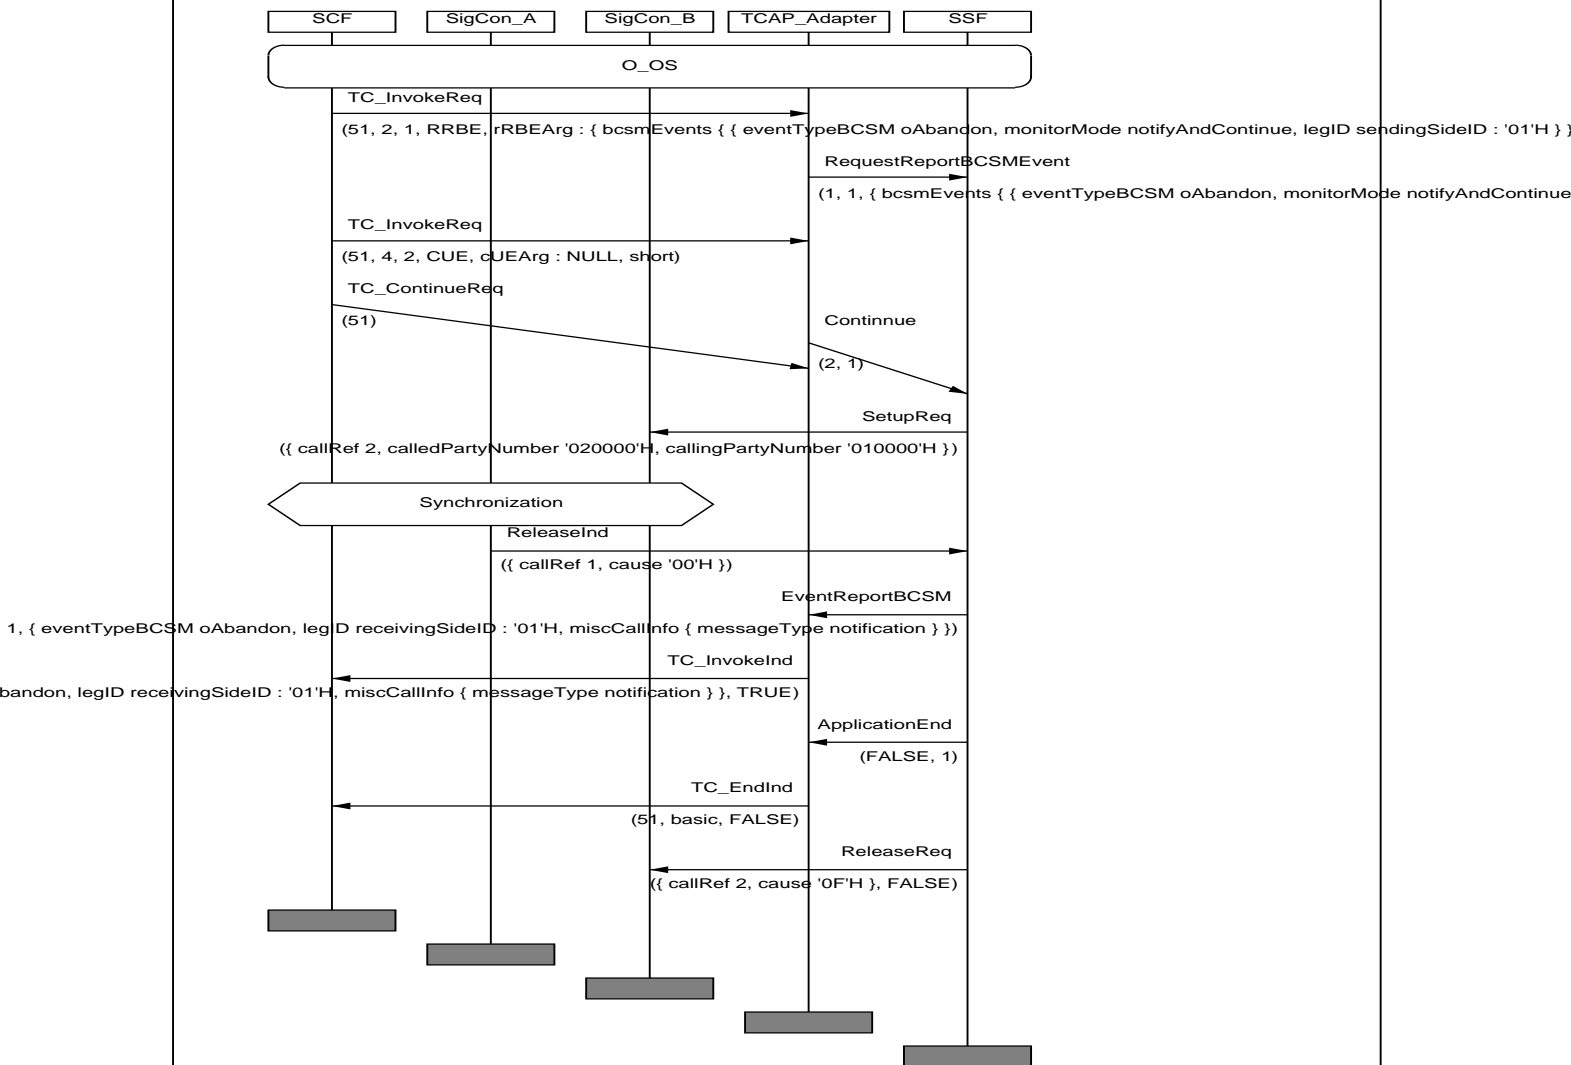 SCF SigCon_A SigCon_B TCAP_Adapter SSF
O_OS
TC_InvokeReq
(51, 2, 1, RRBE, rRBEArg : { bcsmEvents { { eventTypeBCSM oAbandon, monitorMode notifyAndContinue, legID sendingSideID : '01'H } }
RequestReportBCSMEvent
(1, 1, { bcsmEvents { { eventTypeBCSM oAbandon, monitorMode notifyAndContinue
TC_InvokeReq
(51, 4, 2, CUE, cUEArg : NULL, short)
TC_ContinueReq
(51)
Continnue
(2, 1)
SetupReq
({ callRef 2, calledPartyNumber '020000'H, callingPartyNumber '010000'H })
Synchronization
ReleaseInd
({ callRef 1, cause '00'H })
EventReportBCSM
1, { eventTypeBCSM oAbandon, legID receivingSideID : '01'H, miscCallInfo { messageType notification } })
TC_InvokeInd
bandon, legID receivingSideID : '01'H, miscCallInfo { messageType notification } }, TRUE)
ApplicationEnd
(FALSE, 1)
TC_EndInd
(51, basic, FALSE)
ReleaseReq
({ callRef 2, cause '0F'H }, FALSE)